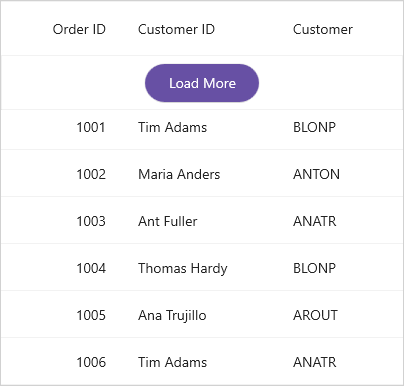 Order ID Customer ID Customer
Load More
1001 Tim Adams BLONP
1002 Maria Anders ANTON
1003 Ant Fuller ANATR
1004 Thomas Hardy BLONP
1005 Ana Trujillo AROUT
1006 Tim Adams ANATR